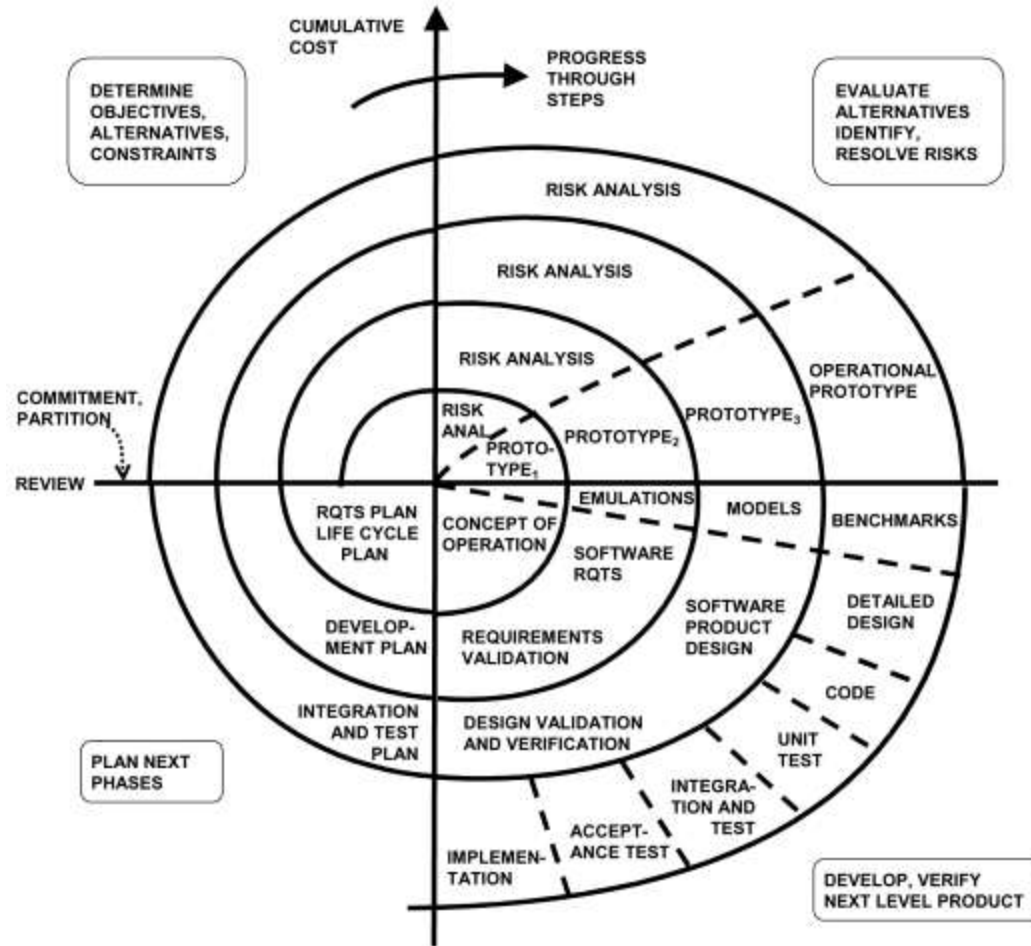 CUMULATIVE
COST
PROGRESS
THROUGH
STEPS
DETERMINE
OBJECTIVES,
ALTERNATIVES,
CONSTRAINTS
EVALUATE
ALTERNATIVES
IDENTIFY,
RESOLVE RISKS
RISK ANALYSIS
RISK ANALYSIS
RISK ANALYSIS
RISK
ANAL.
PROTO-
TYPE1
PROTOTYPE2
PROTOTYPE3
OPERATIONAL
PROTOTYPE
COMMITMENT,
PARTITION
REVIEW
RQTS PLAN
LIFE CYCLE
PLAN
CONCEPT OF
OPERATION
EMULATIONS
MODELS
BENCHMARKS
SOFTWARE
RQTS
SOFTWARE
PRODUCT
DESIGN
DETAILED
DESIGN
DEVELOP-
MENT PLAN
REQUIREMENTS
VALIDATION
CODE
INTEGRATION
AND TEST
PLAN
DESIGN VALIDATION
AND VERIFICATION
UNIT
TEST
PLAN NEXT
PHASES
INTEGRA-
TION AND
TEST
ACCEPT-
ANCE TEST
IMPLEMEN-
TATION
DEVELOP, VERIFY
NEXT LEVEL PRODUCT